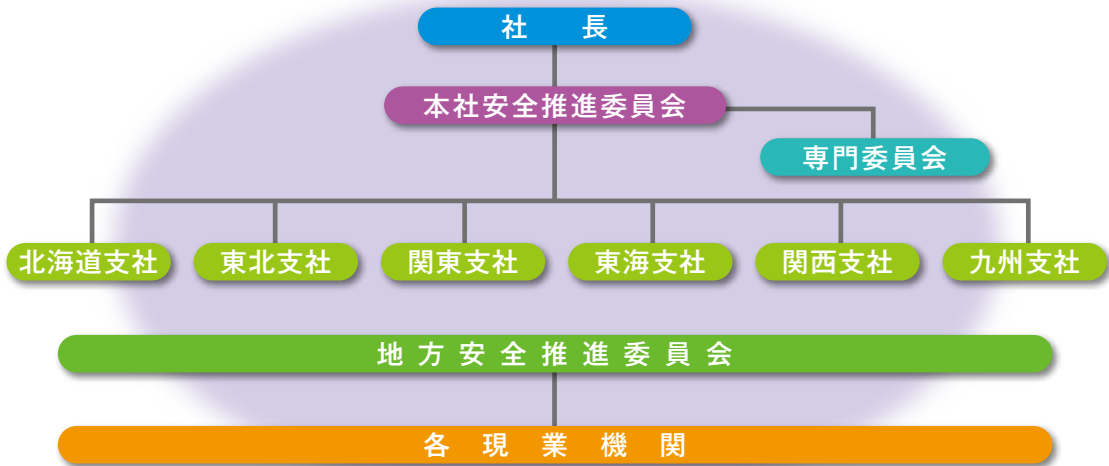 社長
本社安全推進委員会
専門委員会
北海道支社 東北支社 関東支社 東海支社 関西支社 九州支社
地方安全推進委員会
各現業機関